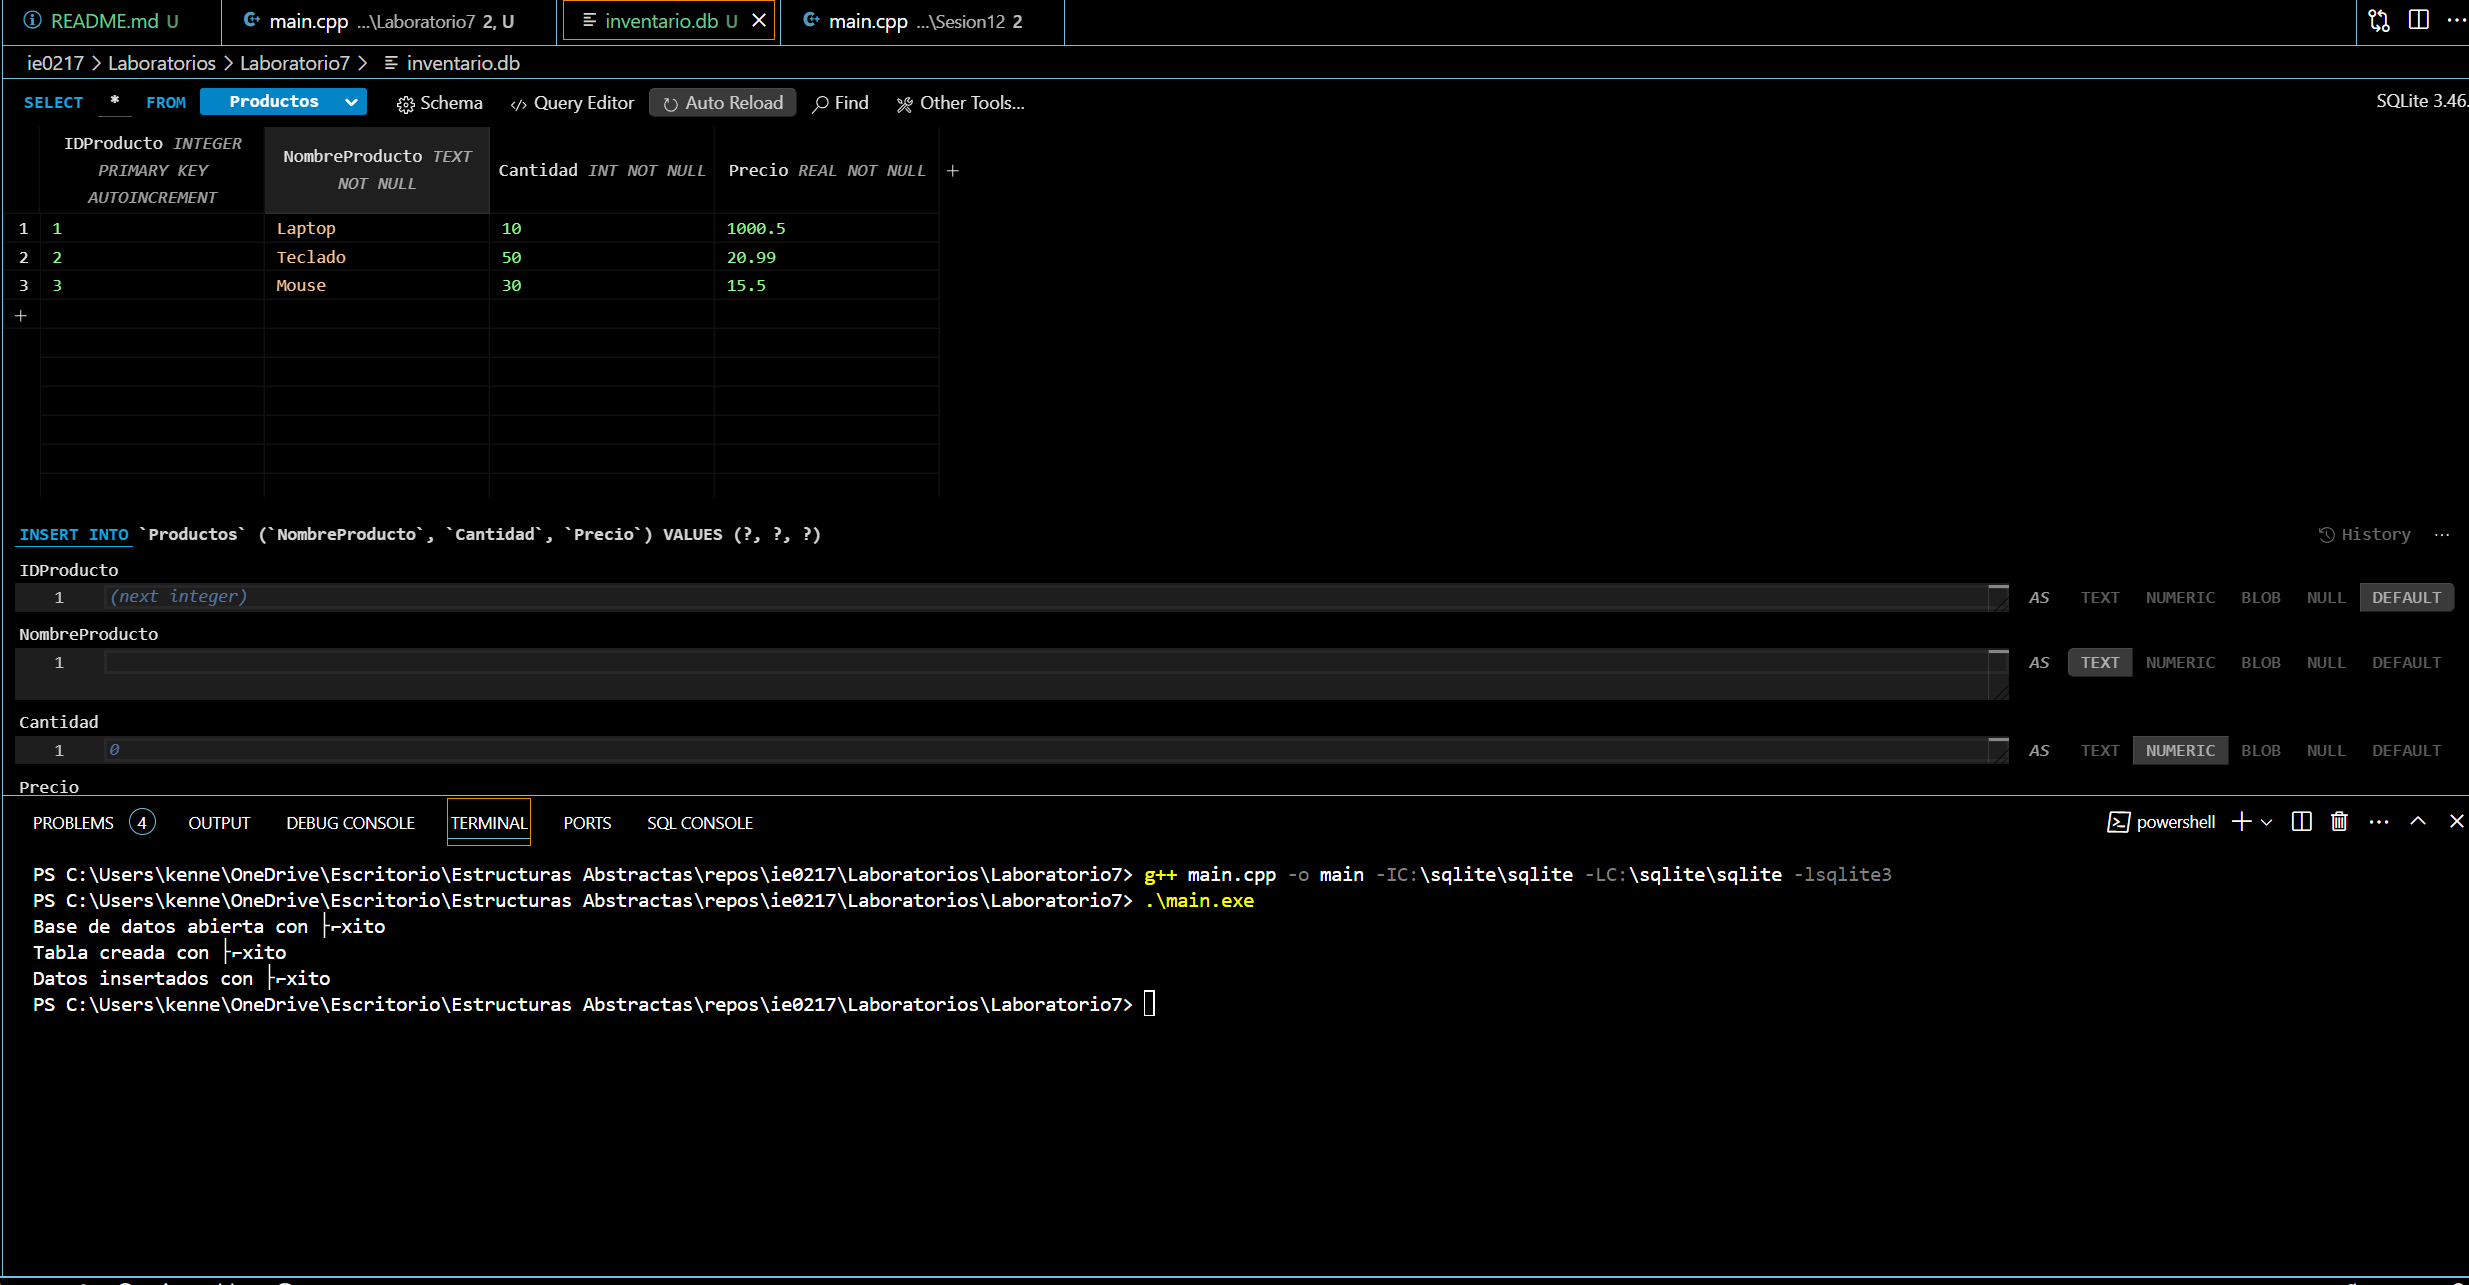 README.md U main.cpp ...\Laboratorio7 2, U inventario.db U main.cpp ...\Sesion12 2
ie0217 > Laboratorios > Laboratorio7 > inventario.db
SELECT * FROM Productos Schema Query Editor Auto Reload Find Other Tools... SQLite 3.46.
IDProducto INTEGER PRIMARY KEY AUTOINCREMENT NombreProducto TEXT NOT NULL Cantidad INT NOT NULL Precio REAL NOT NULL +
1 1 Laptop 10 1000.5
2 2 Teclado 50 20.99
3 3 Mouse 30 15.5
+
INSERT INTO `Productos` (`NombreProducto`, `Cantidad`, `Precio`) VALUES (?, ?, ?) History ...
IDProducto
1 (next integer) AS TEXT NUMERIC BLOB NULL DEFAULT
NombreProducto
1 AS TEXT NUMERIC BLOB NULL DEFAULT
Cantidad
1 0 AS TEXT NUMERIC BLOB NULL DEFAULT
Precio
PROBLEMS 4 OUTPUT DEBUG CONSOLE TERMINAL PORTS SQL CONSOLE powershell
PS C:\Users\kenne\OneDrive\Escritorio\Estructuras Abstractas\repos\ie0217\Laboratorios\Laboratorio7> g++ main.cpp -o main -IC:\sqlite\sqlite -LC:\sqlite\sqlite -lsqlite3
PS C:\Users\kenne\OneDrive\Escritorio\Estructuras Abstractas\repos\ie0217\Laboratorios\Laboratorio7> .\main.exe
Base de datos abierta con ├⌐xito
Tabla creada con ├⌐xito
Datos insertados con ├⌐xito
PS C:\Users\kenne\OneDrive\Escritorio\Estructuras Abstractas\repos\ie0217\Laboratorios\Laboratorio7>